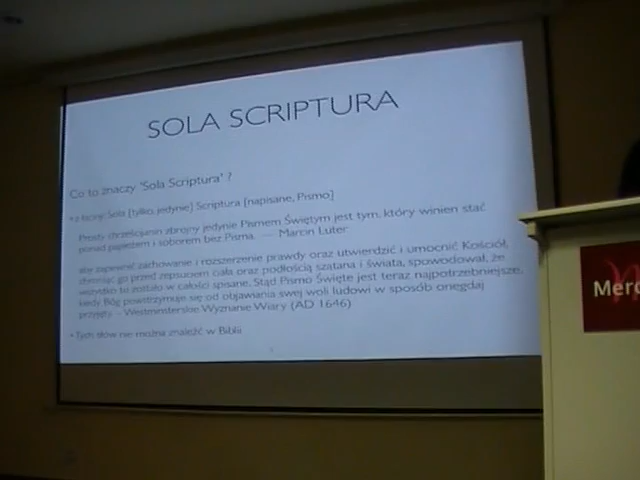 SOLA SCRIPTURA
Co to znaczy "Sola Scriptura" ?
Sola [tylko, jedynie] Scriptura [napisane, Pismo]
Prosty chrześcijanin zbrojny jedynie Pismem Świętym jest tym, który winien stać
ponad papieżem i soborem bez Pisma. — Marcin Luter
aby zapewnić zachowanie i rozszerzenie prawdy oraz utwierdzić i umocnić Kościół,
chroniąc go przed zepsuciem ciała oraz podłością szatana i świata, spowodował, że
wszystko to zostało w całości spisane. Stąd Pismo Święte jest teraz najpotrzebniejsze,
kiedy Bóg powstrzymuje się od objawiania swej woli ludowi w sposób onegdaj
przyjęty. - Westminsterskie Wyznanie Wiary (AD 1646)
• Tych słów nie można znaleźć w Biblii
Merc